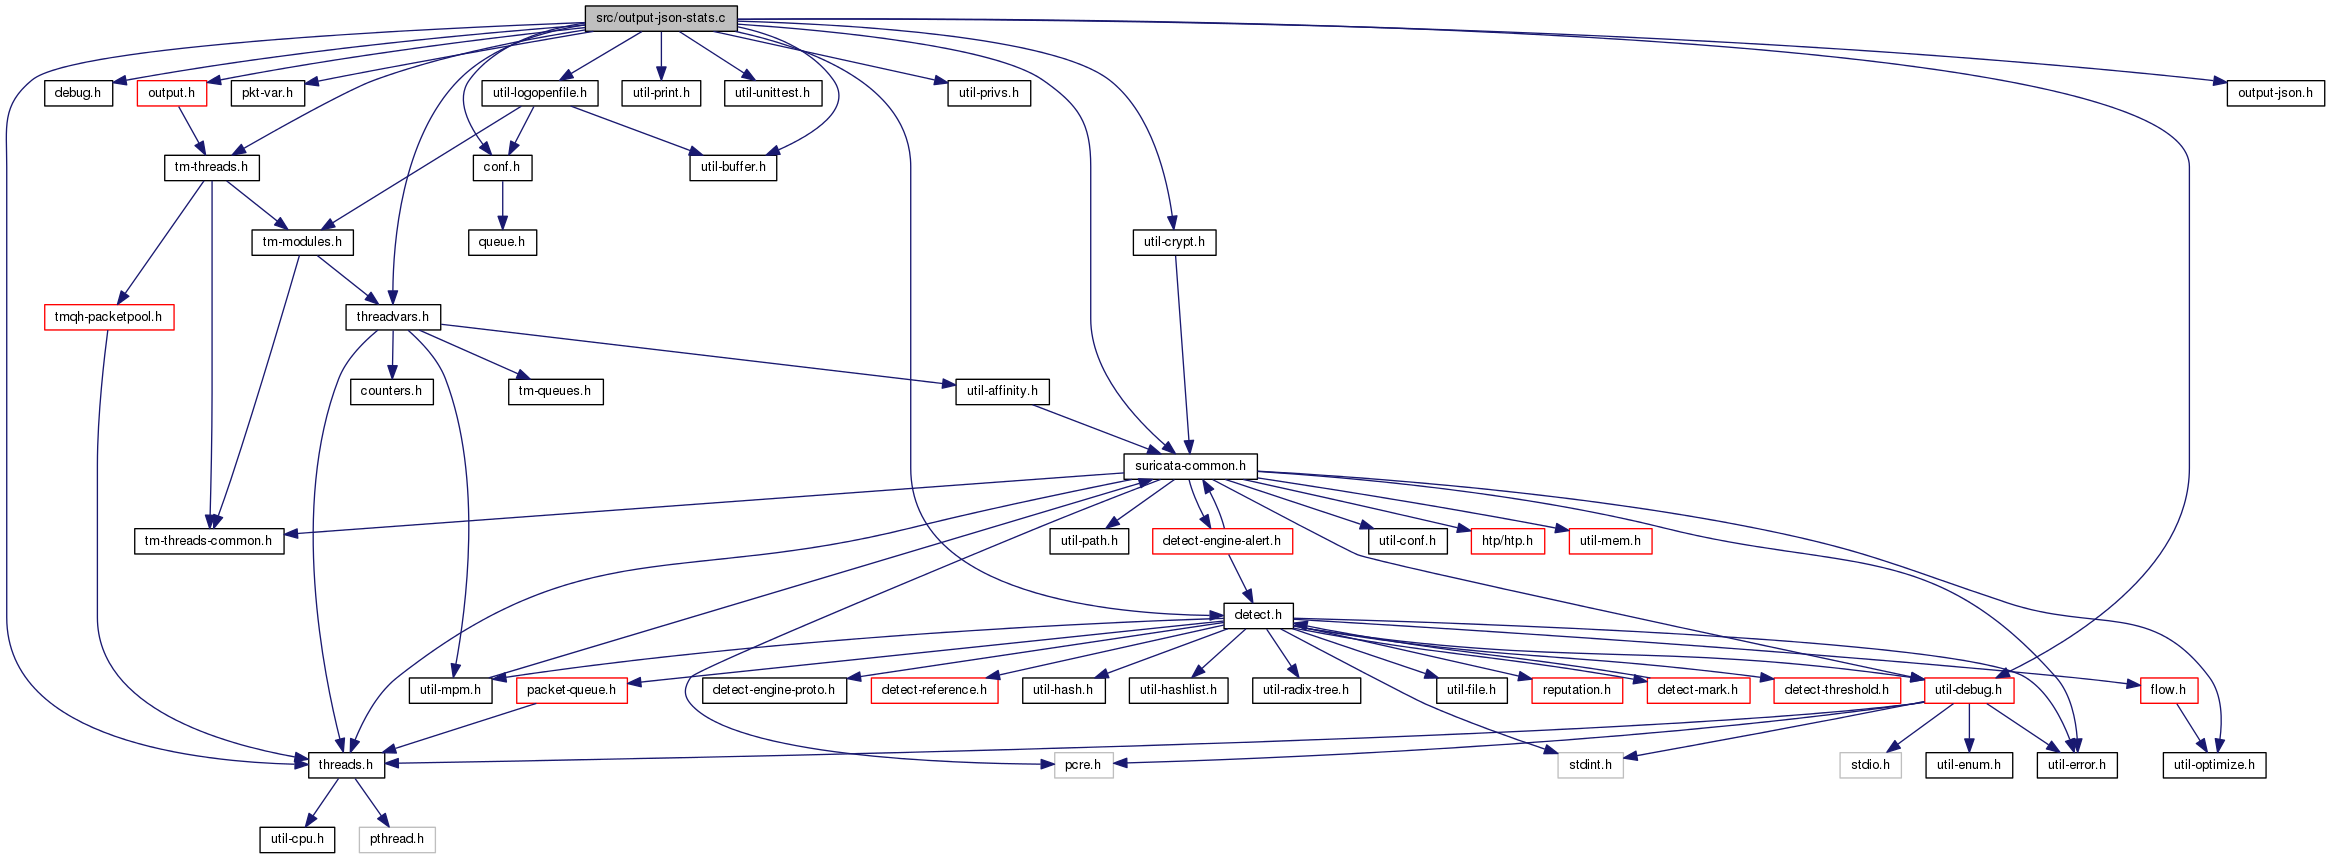 src/output-json-stats.c
debug.h
output.h
pkt-var.h
util-logopenfile.h
util-print.h
util-unittest.h
util-privs.h
output-json.h
tm-threads.h
conf.h
util-buffer.h
tm-modules.h
queue.h
util-crypt.h
tmqh-packetpool.h
threadvars.h
counters.h
tm-queues.h
util-affinity.h
suricata-common.h
tm-threads-common.h
util-path.h
detect-engine-alert.h
util-conf.h
htp/htp.h
util-mem.h
detect.h
util-mpm.h
packet-queue.h
detect-engine-proto.h
detect-reference.h
util-hash.h
util-hashlist.h
util-radix-tree.h
util-file.h
reputation.h
detect-mark.h
detect-threshold.h
util-debug.h
flow.h
threads.h
pcre.h
stdint.h
stdio.h
util-enum.h
util-error.h
util-optimize.h
util-cpu.h
pthread.h